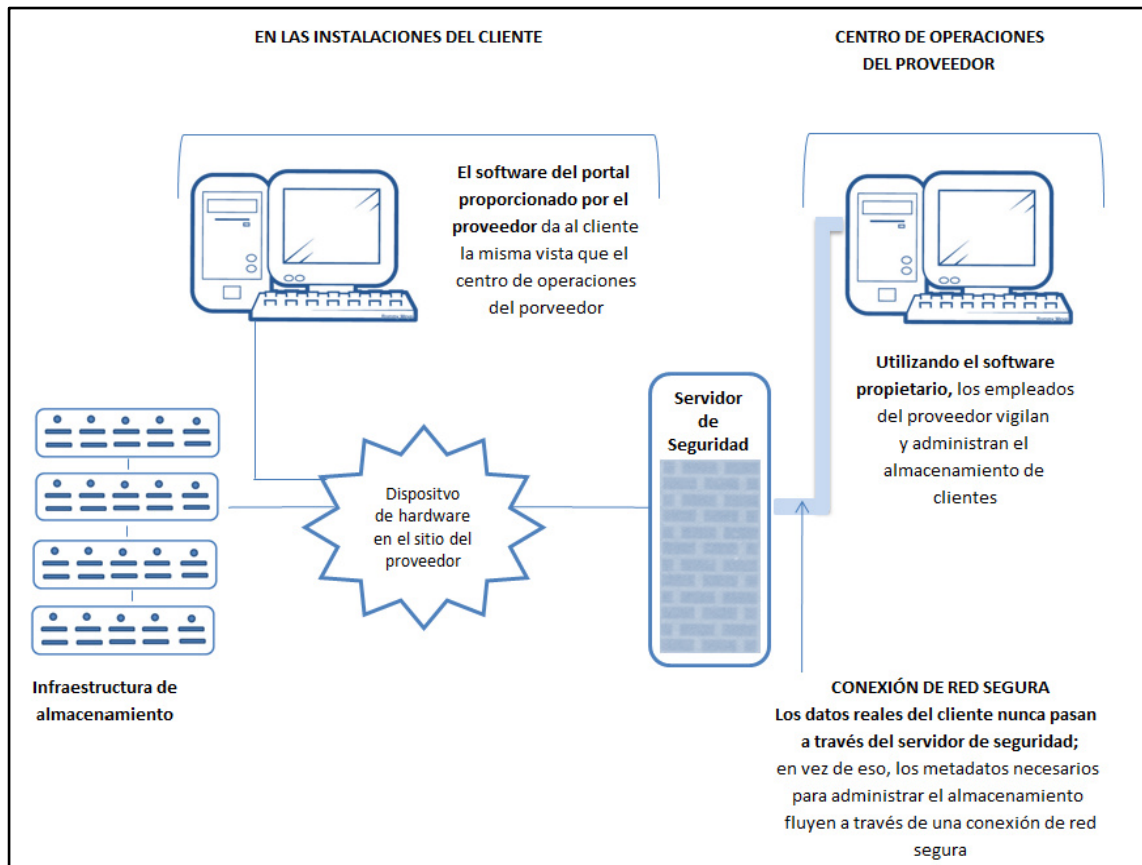 EN LAS INSTALACIONES DEL CLIENTE
CENTRO DE OPERACIONES
DEL PROVEEDOR
El software del portal
proporcionado por el
proveedor da al cliente
la misma vista que el
centro de operaciones
del porveedor
Utilizando el software
propietario, los empleados
del proveedor vigilan
y administran el
almacenamiento de
clientes
Servidor
de
Seguridad
Dispositvo
de hardware
en el sitio del
proveedor
Infraestructura de
almacenamiento
CONEXIÓN DE RED SEGURA
Los datos reales del cliente nunca pasan
a través del servidor de seguridad;
en vez de eso, los metadatos necesarios
para administrar el almacenamiento
fluyen a través de una conexión de red
segura